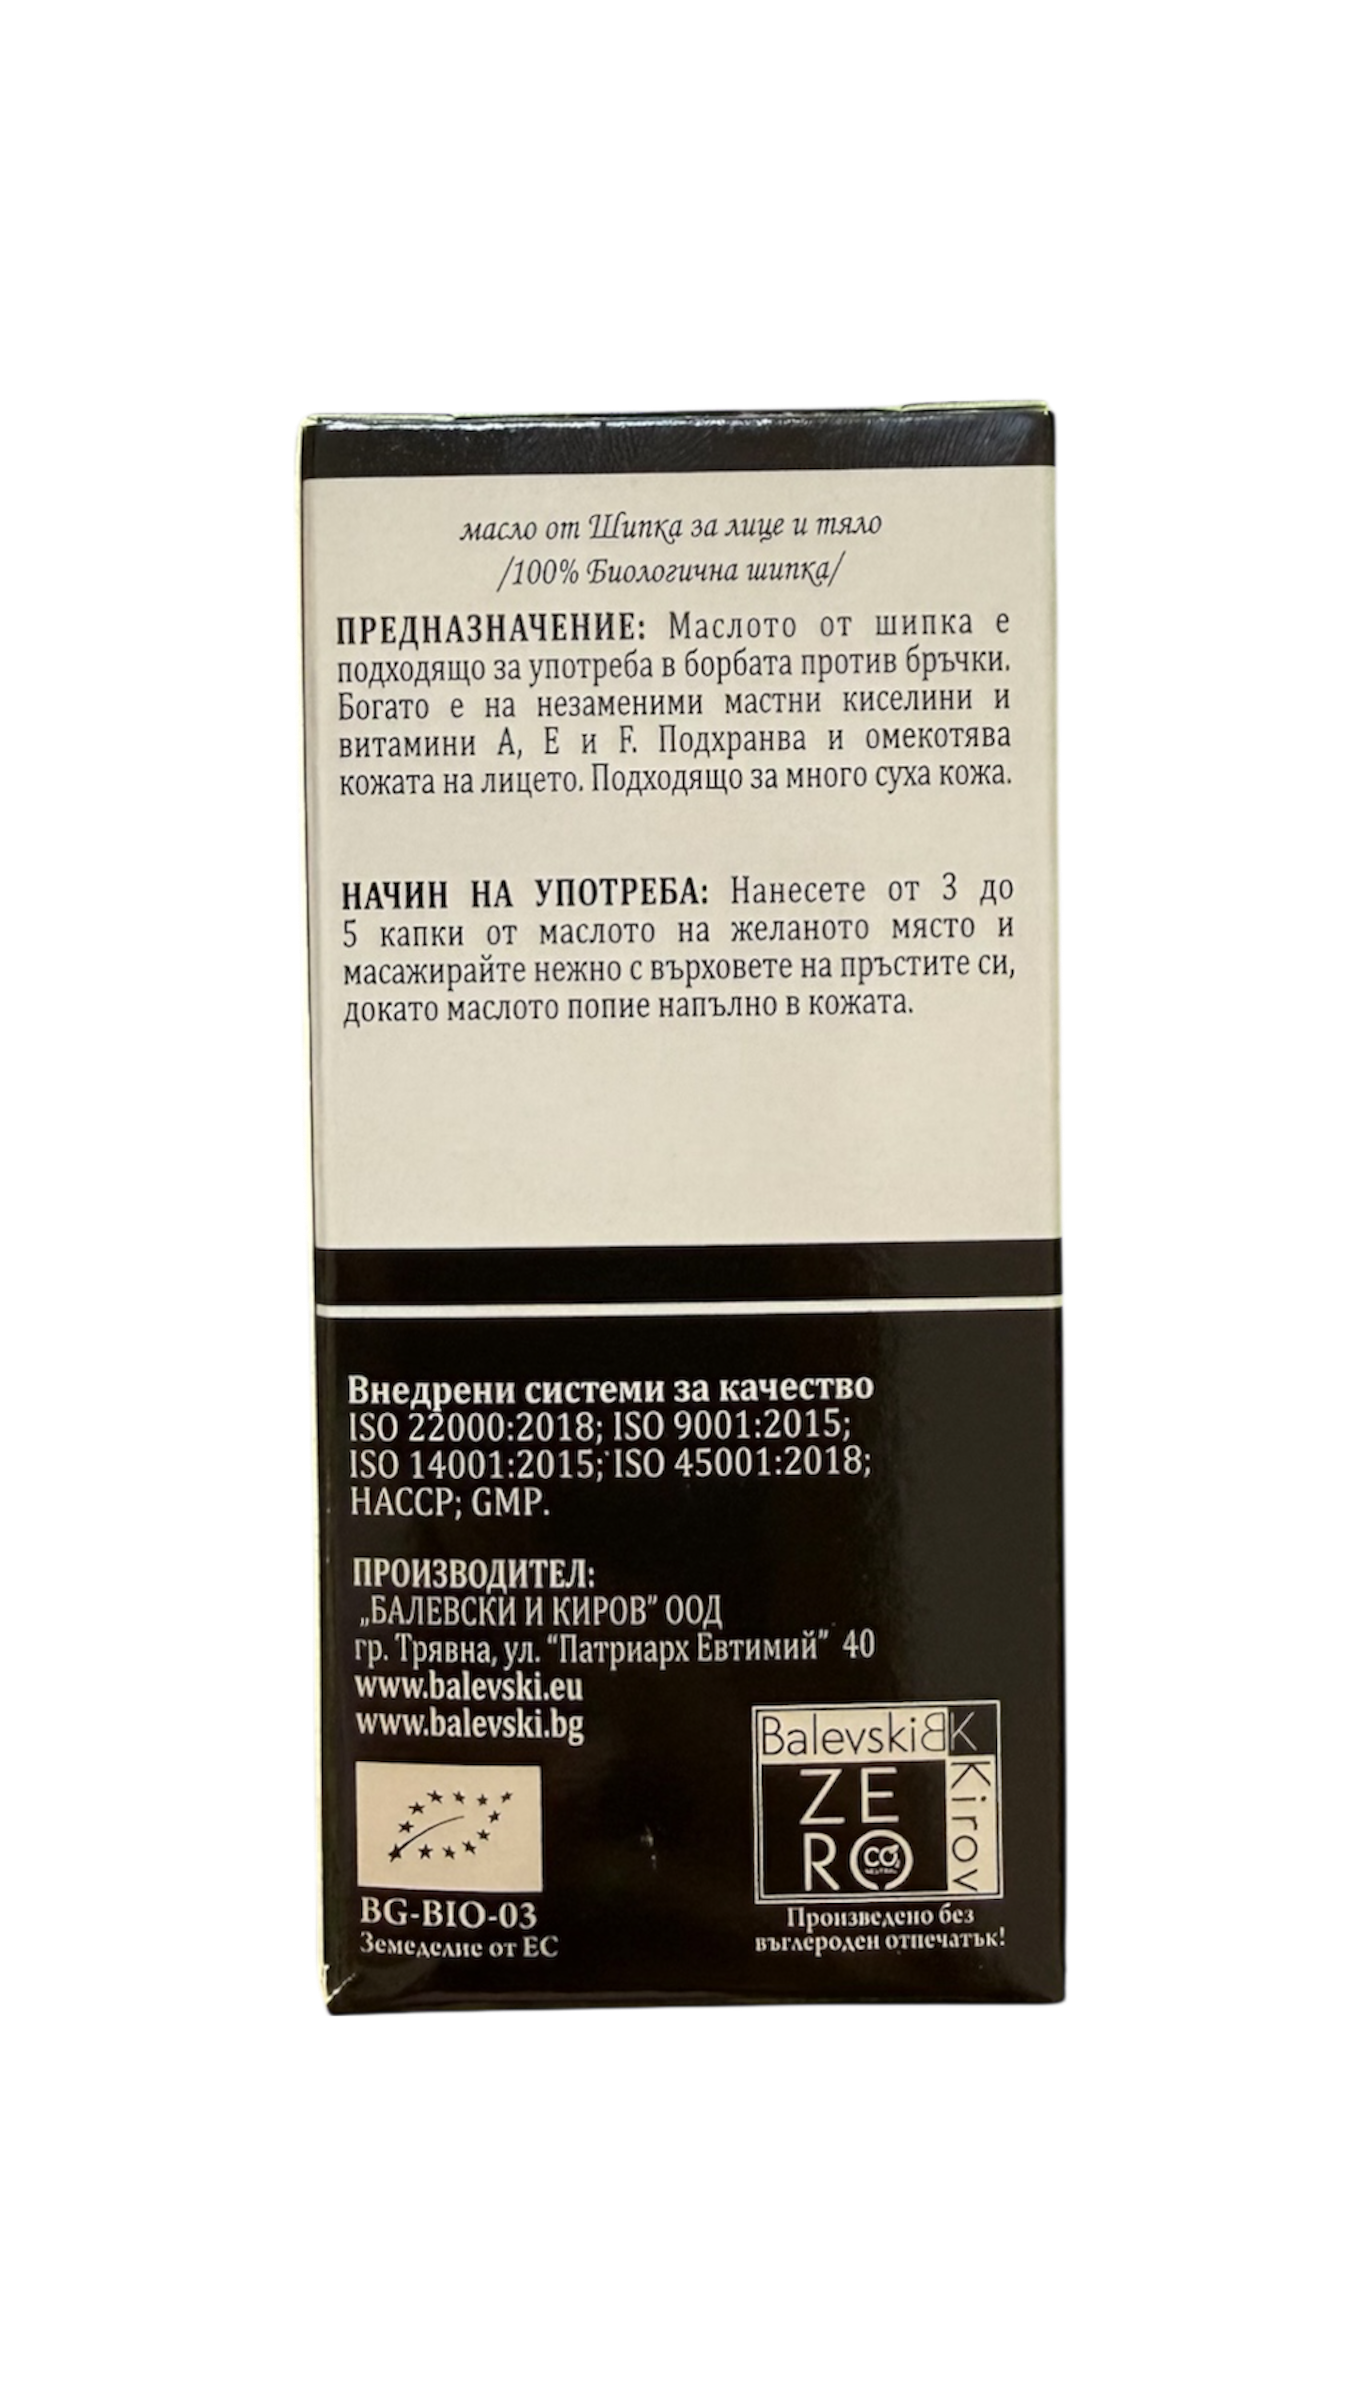 масло от Шипка за лице и тяло
/100% Биологична шипка/
ПРЕДНАЗНАЧЕНИЕ: Маслото от шипка е
подходящо за употреба в борбата против бръчки.
Богато е на незаменими мастни киселини и
витамини А, Е и F. Подхранва и омекотява
кожата на лицето. Подходящо за много суха кожа.
НАЧИН НА УПОТРЕБА: Нанесете от 3 до
5 капки от маслото на желаното място и
масажирайте нежно с върховете на пръстите си,
докато маслото попие напълно в кожата.
Внедрени системи за качество
ISO 22000:2018; ISO 9001:2015;
ISO 14001:2015; ISO 45001:2018;
HACCP; GMP.
ПРОИЗВОДИТЕЛ:
„БАЛЕВСКИ И КИРОВ” ООД
гр. Трявна, ул. “Патриарх Евтимий” 40
www.balevski.eu
www.balevski.bg
BG-BIO-03
Земеделие от ЕС
Balevski BK
Kirov
ZE
RO
CO2
NEUTRAL
Произведено без
въглероден отпечатък!